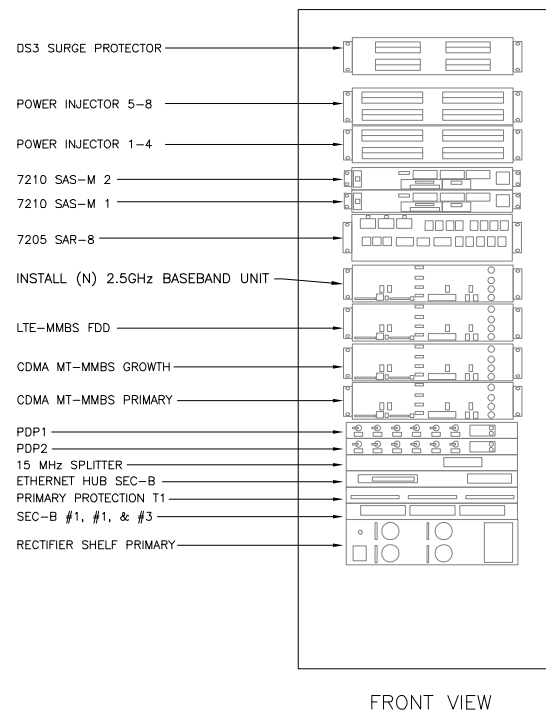 DS3 SURGE PROTECTOR
POWER INJECTOR 5-8
POWER INJECTOR 1-4
7210 SAS-M 2
7210 SAS-M 1
7205 SAR-8
INSTALL (N) 2.5GHz BASEBAND UNIT
LTE-MMBS FDD
CDMA MT-MMBS GROWTH
CDMA MT-MMBS PRIMARY
PDP1
PDP2
15 MHz SPLITTER
ETHERNET HUB SEC-B
PRIMARY PROTECTION T1
SEC-B #1, #1, & #3
RECTIFIER SHELF PRIMARY
FRONT VIEW